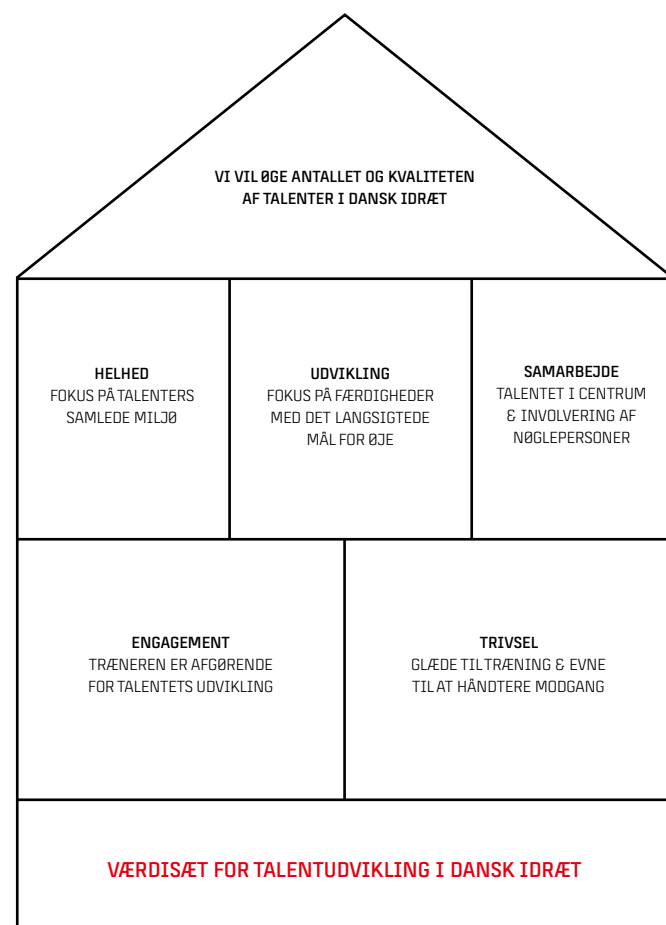 VI VIL ØGE ANTALLET OG KVALITETEN
AF TALENTER I DANSK IDRÆT
HELHED
FOKUS PÅ TALENTERS
SAMLEDE MILJØ
UDVIKLING
FOKUS PÅ FÆRDIGHEDER
MED DET LANGSIGTEDE
MÅL FOR ØJE
SAMARBEJDE
TALENTET I CENTRUM
& INVOLVERING AF
NØGLEPERSONER
ENGAGEMENT
TRÆNEREN ER AFGØRENDE
FOR TALENTETS UDVIKLING
TRIVSEL
GLÆDE TIL TRÆNING & EVNE
TIL AT HÅNDTERE MODGANG
VÆRDISÆT FOR TALENTUDVIKLING I DANSK IDRÆT